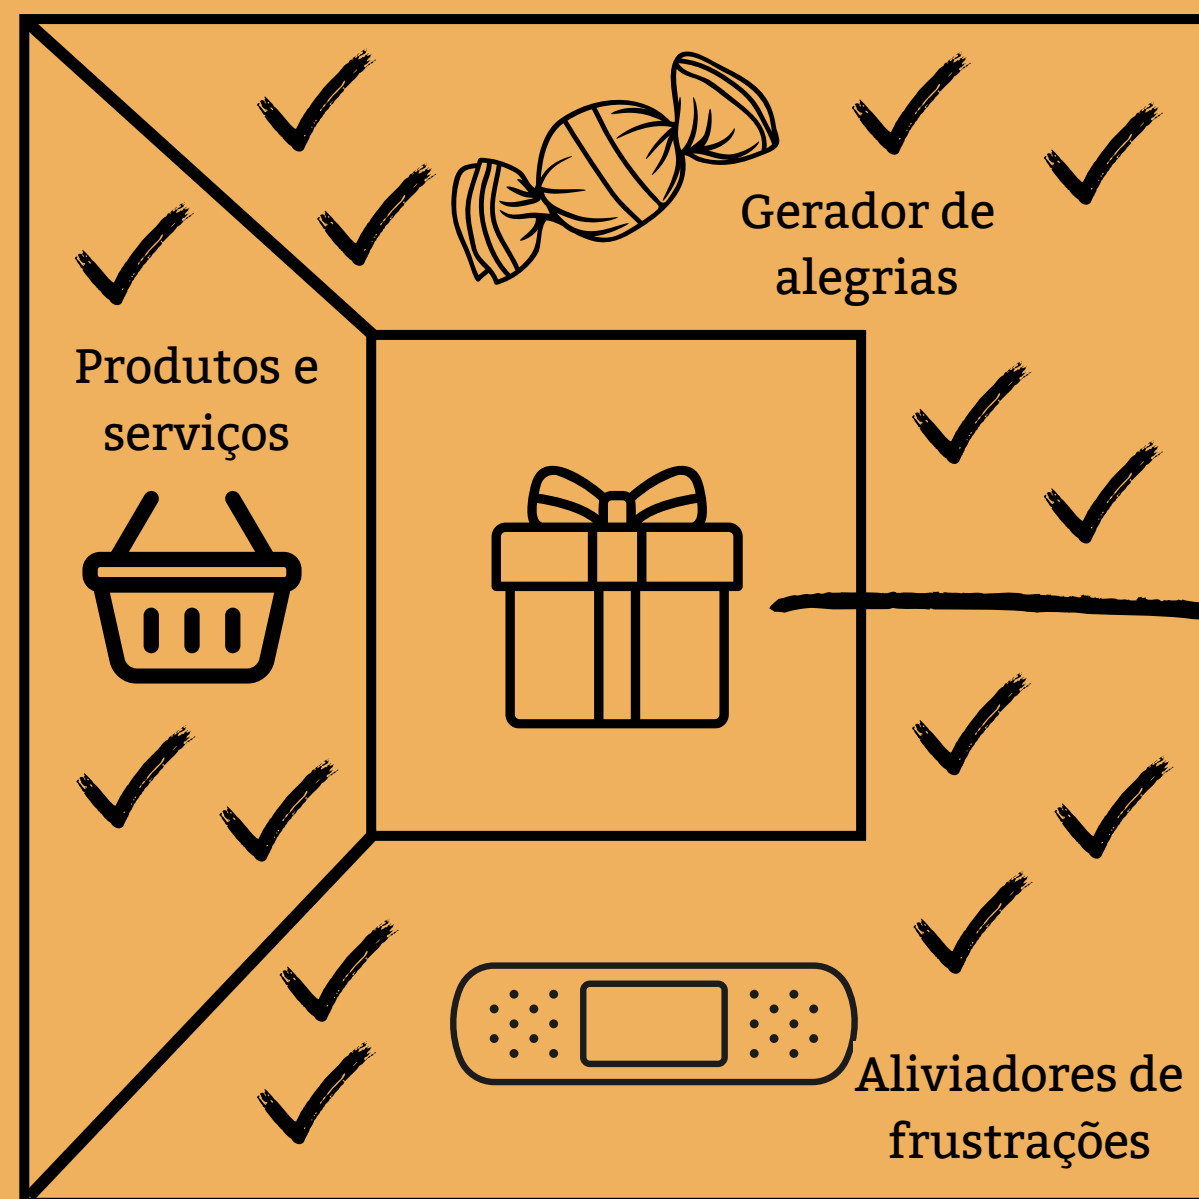 Gerador de
alegrias
Produtos e
serviços
Aliviadores de
frustrações